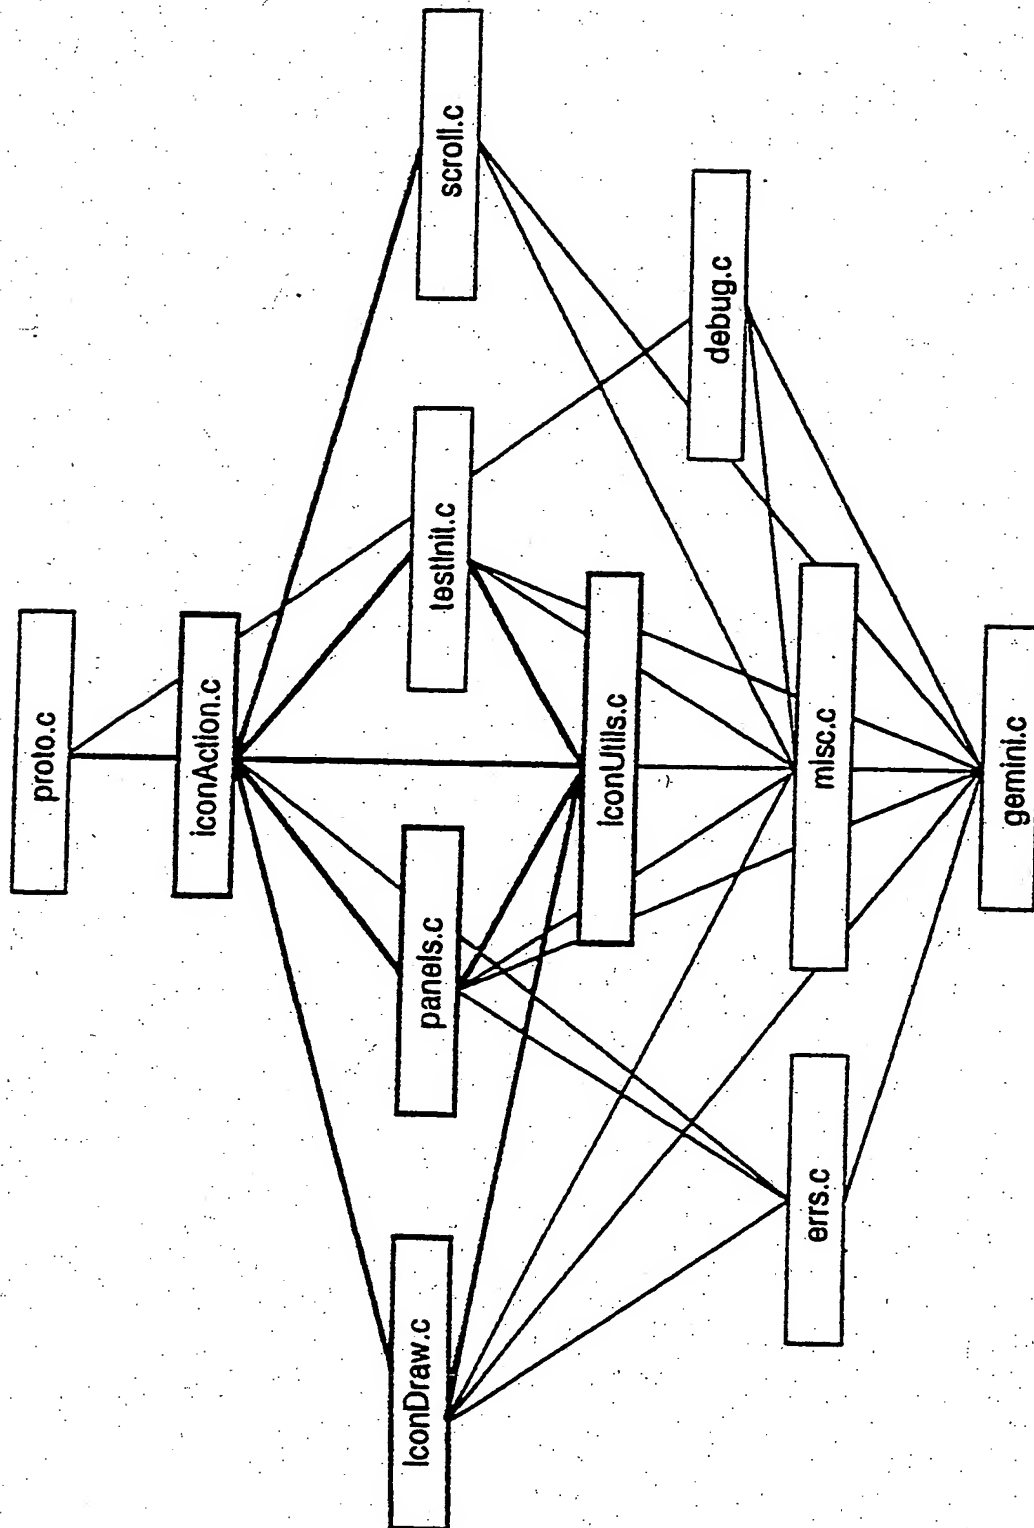 proto.c
iconAction.c
IconDraw.c
panels.c
testInit.c
scroll.c
IconUtils.c
debug.c
errs.c
misc.c
gemini.c